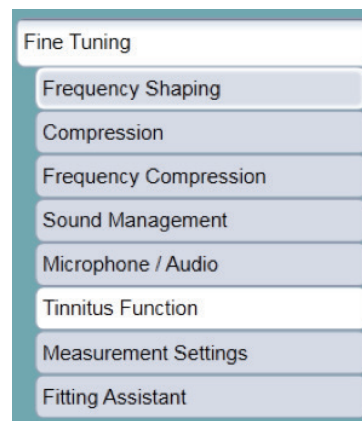 Fine Tuning
Frequency Shaping
Compression
Frequency Compression
Sound Management
Microphone / Audio
Tinnitus Function
Measurement Settings
Fitting Assistant